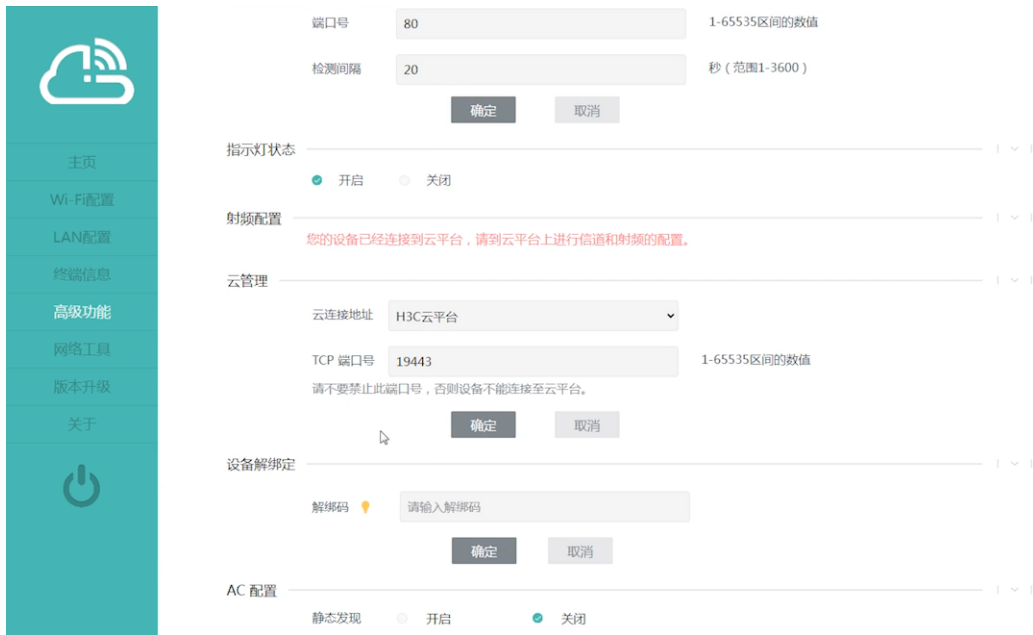 端口号 80 1-65535区间的数值
检测间隔 20 秒（范围1-3600）
确定 取消
指示灯状态
开启 关闭
射频配置
您的设备已经连接到云平台，请到云平台上进行信道和射频的配置。
云管理
云连接地址 H3C云平台
TCP 端口号 19443 1-65535区间的数值
请不要禁止此端口号，否则设备不能连接至云平台。
确定 取消
设备解绑定
解绑码 请输入解绑码
确定 取消
AC 配置
静态发现 开启 关闭
主页
Wi-Fi配置
LAN配置
终端信息
高级功能
网络工具
版本升级
关于